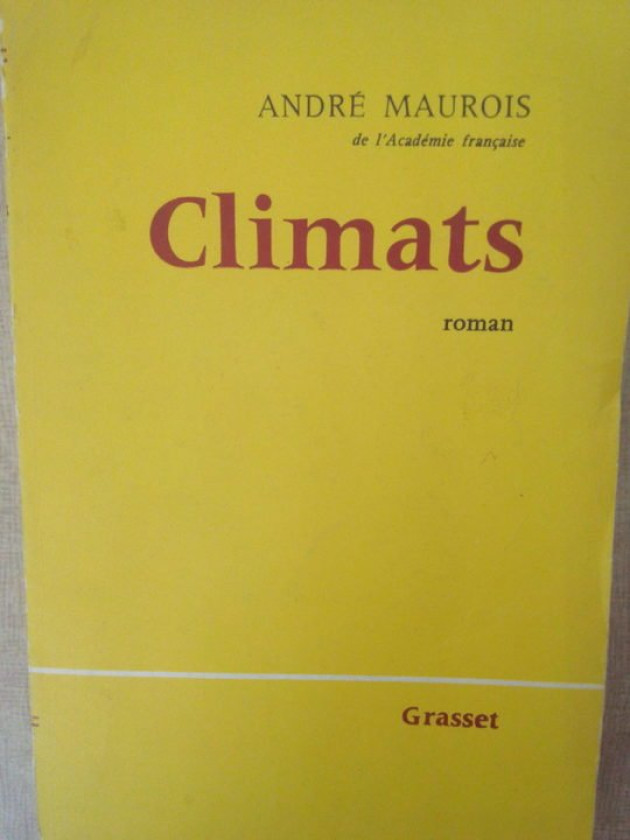 ANDRÉ MAUROIS
de l'Académie française
Climats
roman
Grasset